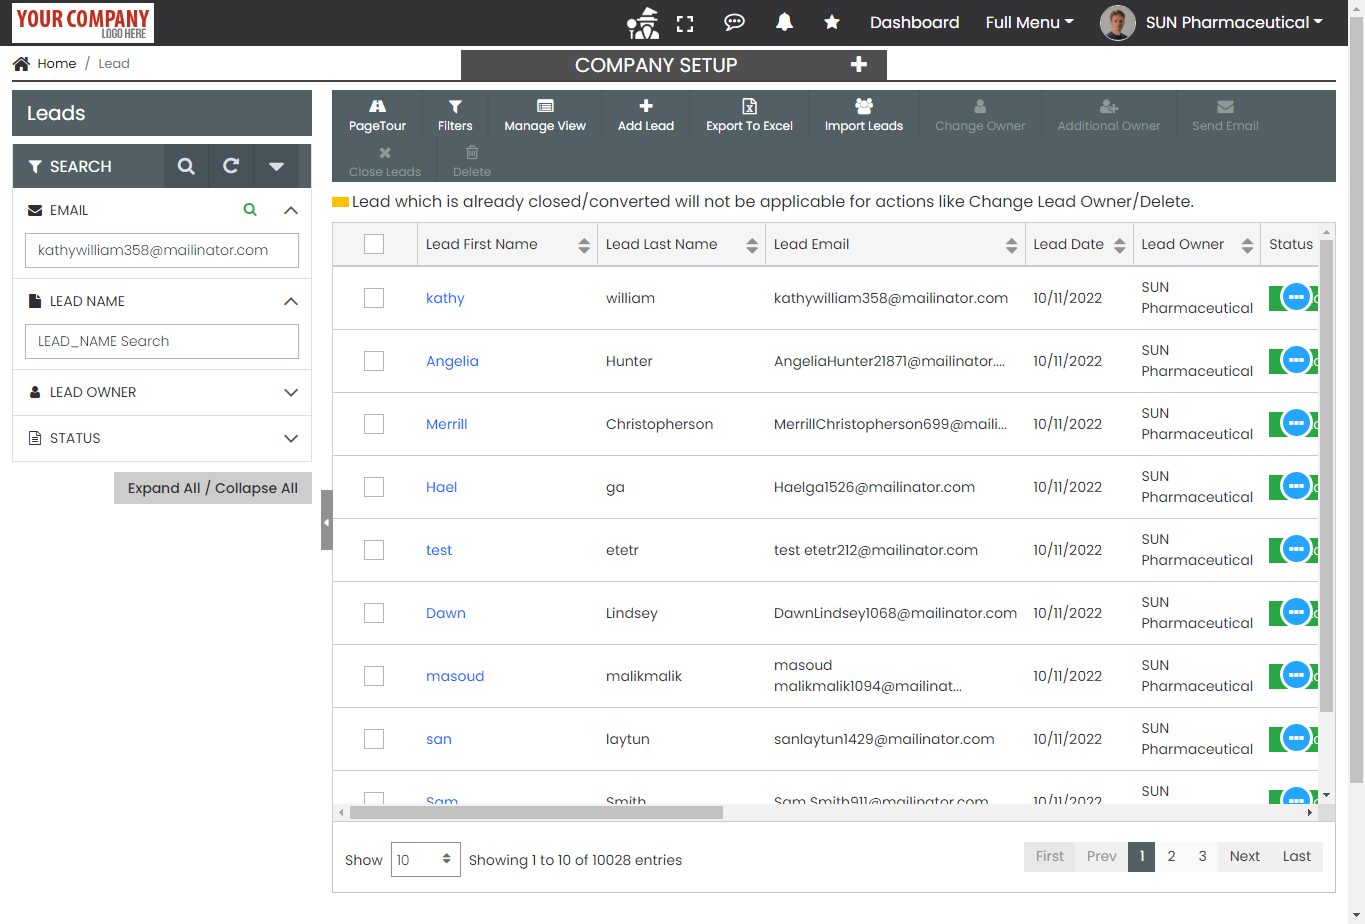 YOUR COMPANY
LOGO HERE
Dashboard
Full Menu
SUN Pharmaceutical
Home / Lead
COMPANY SETUP
Leads
SEARCH
EMAIL
kathywilliam358@mailinator.com
LEAD NAME
LEAD_NAME Search
LEAD OWNER
STATUS
Expand All / Collapse All
PageTour
Filters
Manage View
Add Lead
Export To Excel
Import Leads
Change Owner
Additional Owner
Send Email
Close Leads
Delete
Lead which is already closed/converted will not be applicable for actions like Change Lead Owner/Delete.
Lead First Name Lead Last Name Lead Email Lead Date Lead Owner Status
kathy william kathywilliam358@mailinator.com 10/11/2022 SUN Pharmaceutical
Angelia Hunter AngeliaHunter21871@mailinator.... 10/11/2022 SUN Pharmaceutical
Merrill Christopherson MerrillChristopherson699@maili... 10/11/2022 SUN Pharmaceutical
Hael ga Haelga1526@mailinator.com 10/11/2022 SUN Pharmaceutical
test etetr test etetr212@mailinator.com 10/11/2022 SUN Pharmaceutical
Dawn Lindsey DawnLindsey1068@mailinator.com 10/11/2022 SUN Pharmaceutical
masoud malikmalik masoud malikmalik1094@mailinat... 10/11/2022 SUN Pharmaceutical
san laytun sanlaytun1429@mailinator.com 10/11/2022 SUN Pharmaceutical
Sam Smith Sam Smith911@mailinator.com 10/11/2022 SUN
Show 10 Showing 1 to 10 of 10028 entries
First Prev 1 2 3 Next Last